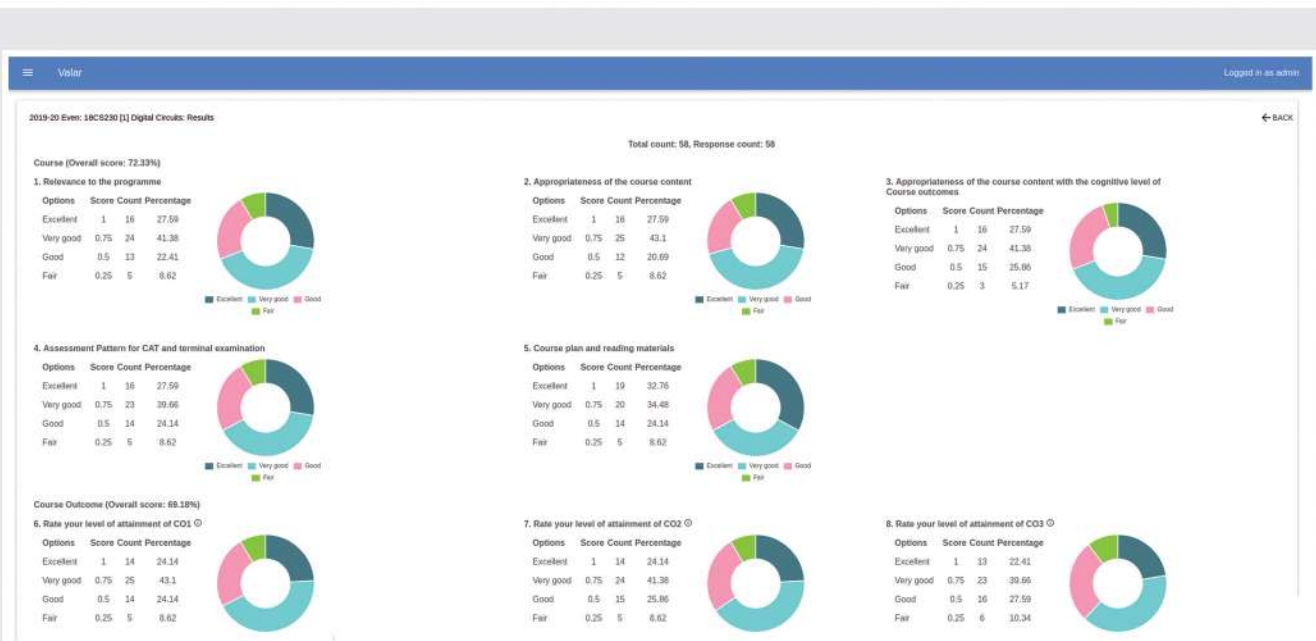 Valar
Logged in as admin
2019-20 Even: 18CS230 [1] Digital Circuits: Results
BACK
Total count: 58, Response count: 58
Course (Overall score: 72.33%)
1. Relevance to the programme
Options Score Count Percentage
Excellent 1 16 27.59
Very good 0.75 24 41.38
Good 0.5 13 22.41
Fair 0.25 5 8.62
Excellent Very good Good
Fair
2. Appropriateness of the course content
Options Score Count Percentage
Excellent 1 16 27.59
Very good 0.75 25 43.1
Good 0.5 12 20.69
Fair 0.25 5 8.62
Excellent Very good Good
Fair
3. Appropriateness of the course content with the cognitive level of
Course outcomes
Options Score Count Percentage
Excellent 1 16 27.59
Very good 0.75 24 41.38
Good 0.5 15 25.86
Fair 0.25 3 5.17
Excellent Very good Good
Fair
4. Assessment Pattern for CAT and terminal examination
Options Score Count Percentage
Excellent 1 16 27.59
Very good 0.75 23 39.66
Good 0.5 14 24.14
Fair 0.25 5 8.62
Excellent Very good Good
Fair
5. Course plan and reading materials
Options Score Count Percentage
Excellent 1 19 32.76
Very good 0.75 20 34.48
Good 0.5 14 24.14
Fair 0.25 5 8.62
Excellent Very good Good
Fair
Course Outcome (Overall score: 69.18%)
6. Rate your level of attainment of CO1
Options Score Count Percentage
Excellent 1 14 24.14
Very good 0.75 25 43.1
Good 0.5 14 24.14
Fair 0.25 5 8.62
7. Rate your level of attainment of CO2
Options Score Count Percentage
Excellent 1 14 24.14
Very good 0.75 24 41.38
Good 0.5 15 25.86
Fair 0.25 5 8.62
8. Rate your level of attainment of CO3
Options Score Count Percentage
Excellent 1 13 22.41
Very good 0.75 23 39.66
Good 0.5 16 27.59
Fair 0.25 6 10.34